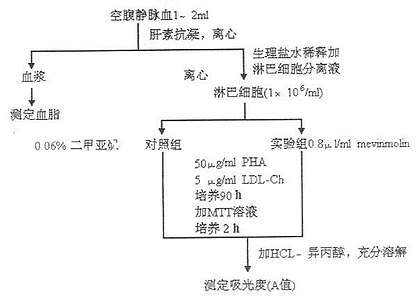 空腹静脉血1~ 2ml
肝素抗凝，离心
生理盐水稀释加
淋巴细胞分离液
血浆
离心
淋巴细胞(1× 10⁶/ml)
测定血脂
0.06% 二甲亚砜
对照组
实验组0.8μl/ml mevinmolin
50μg/ml PHA
5 μg/ml LDL-Ch
培养90 h
加MTT溶液
培养 2 h
加HCL- 异丙醇，充分溶解
测定吸光度(A值)